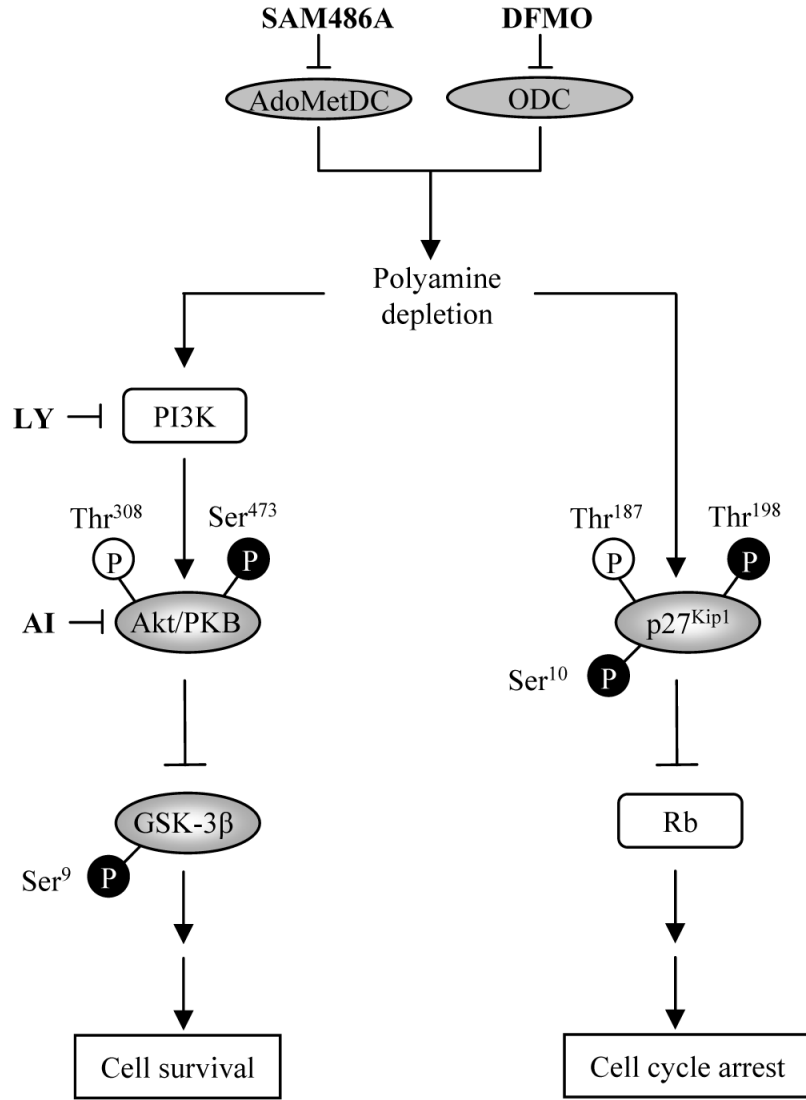 SAM486A DFMO
AdoMetDC ODC
Polyamine
depletion
LY PI3K
Thr³⁰⁸ Ser⁴⁷³ Thr¹⁸⁷ Thr¹⁹⁸
P P P P
AI Akt/PKB p27ᴷⁱᵖ¹
Ser¹⁰ P
GSK-3β Rb
Ser⁹ P
Cell survival Cell cycle arrest